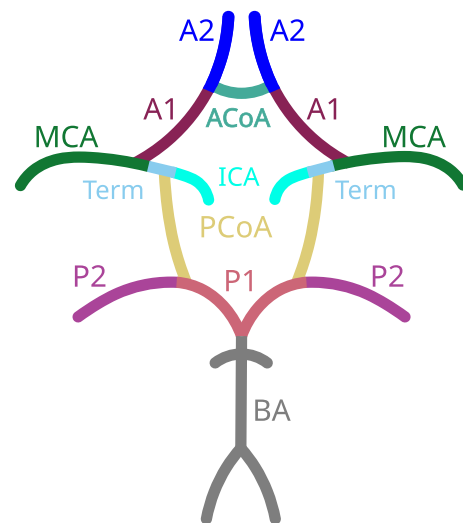 A2 A2
A1 A1
ACoA
MCA MCA
ICA
Term Term
PCoA
P2 P1 P2
BA